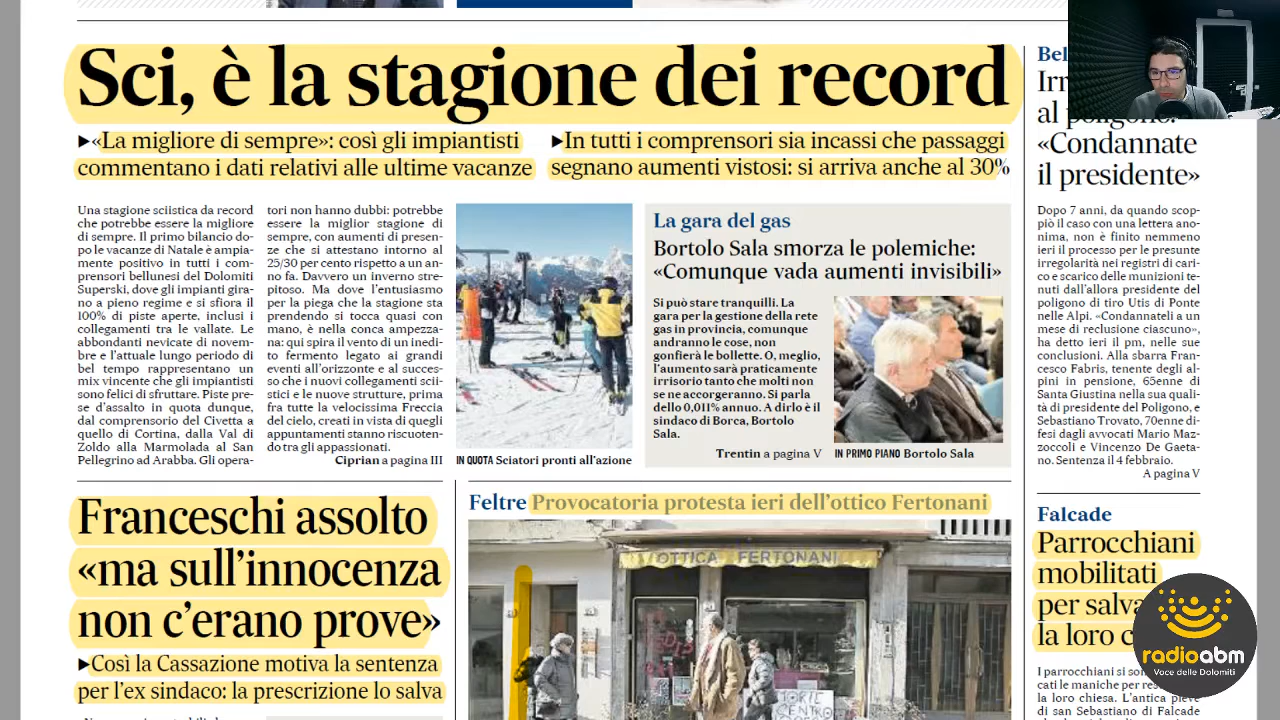 Sci, è la stagione dei record
▶«La migliore di sempre»: così gli impiantisti
commentano i dati relativi alle ultime vacanze
▶In tutti i comprensori sia incassi che passaggi
segnano aumenti vistosi: si arriva anche al 30%
Una stagione sciistica da record
che potrebbe essere la migliore
di sempre. Il primo bilancio do-
po le vacanze di Natale è ampia-
mente positivo in tutti i com-
prensori bellunesi del Dolomiti
Superski, dove gli impianti gira-
no a pieno regime e si sfiora il
100% di piste aperte, inclusi i
collegamenti tra le vallate. Le
abbondanti nevicate di novem-
bre e l'attuale lungo periodo di
bel tempo rappresentano un
mix vincente che gli impiantisti
sono felici di sfruttare. Piste pre-
se d'assalto in quota dunque,
dal comprensorio del Civetta a
quello di Cortina, dalla Val di
Zoldo alla Marmolada al San
Pellegrino ad Arabba. Gli opera-
tori non hanno dubbi: potrebbe
essere la miglior stagione di
sempre, con aumenti di presen-
ze che si attestano intorno al
25/30 per cento rispetto a un an-
no fa. Davvero un inverno stre-
pitoso. Ma dove l'entusiasmo
per la piega che la stagione sta
prendendo si tocca quasi con
mano, è nella conca ampezza-
na: qui spira il vento di un inedi-
to fermento legato ai grandi
eventi all'orizzonte e al succes-
so che i nuovi collegamenti scii-
stici e le nuove strutture, prima
fra tutte la velocissima Freccia
del cielo, creati in vista di quegli
appuntamenti stanno riscuoten-
do tra gli appassionati.
Ciprian a pagina III
IN QUOTA Sciatori pronti all'azione
La gara del gas
Bortolo Sala smorza le polemiche:
«Comunque vada aumenti invisibili»
Si può stare tranquilli. La
gara per la gestione della rete
gas in provincia, comunque
andranno le cose, non
gonfierà le bollette. O, meglio,
l'aumento sarà praticamente
irrisorio tanto che molti non
se ne accorgeranno. Si parla
dello 0,011% annuo. A dirlo è il
sindaco di Borca, Bortolo
Sala.
Trentin a pagina V
IN PRIMO PIANO Bortolo Sala
Bel
Irr
al poligono:
«Condannate
il presidente»
Dopo 7 anni, da quando scop-
piò il caso con una lettera ano-
nima, non è finito nemmeno
ieri il processo per le presunte
irregolarità nei registri di cari-
co e scarico delle munizioni te-
nuti dall'allora presidente del
poligono di tiro Utis di Ponte
nelle Alpi. «Condannateli a un
mese di reclusione ciascuno»,
ha detto ieri il pm, nelle sue
conclusioni. Alla sbarra Fran-
cesco Fabris, tenente degli al-
pini in pensione, 65enne di
Santa Giustina nella sua quali-
tà di presidente del Poligono, e
Sebastiano Trovato, 70enne di-
fesi dagli avvocati Mario Maz-
zoccoli e Vincenzo De Gaeta-
no. Sentenza il 4 febbraio.
A pagina V
Franceschi assolto
«ma sull'innocenza
non c'erano prove»
▶Così la Cassazione motiva la sentenza
per l'ex sindaco: la prescrizione lo salva
Feltre Provocatoria protesta ieri dell'ottico Fertonani
OTTICA FERTONANI
Falcade
Parrocchiani
mobilitati
per salva
la loro c
I parrocchiani si son
cati le maniche per res
la loro chiesa. L'antica pieve
di san Sebastiano di Falcade
radioabm
Voce delle Dolomiti